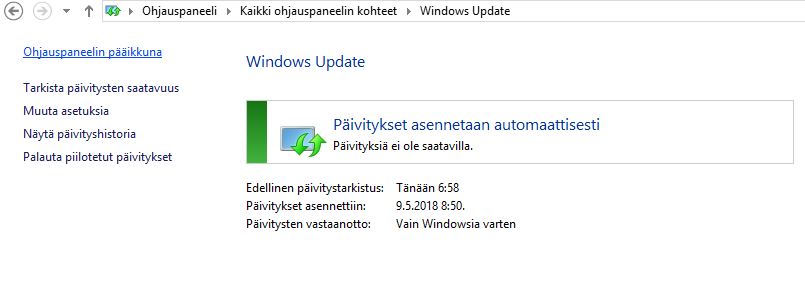 Ohjauspaneeli Kaikki ohjauspaneelin kohteet Windows Update
Ohjauspaneelin pääikkuna
Tarkista päivitysten saatavuus
Muuta asetuksia
Näytä päivityshistoria
Palauta piilotetut päivitykset
Windows Update
Päivitykset asennetaan automaattisesti
Päivityksiä ei ole saatavilla.
Edellinen päivitystarkistus: Tänään 6:58
Päivitykset asennettiin: 9.5.2018 8:50.
Päivitysten vastaanotto: Vain Windowsia varten